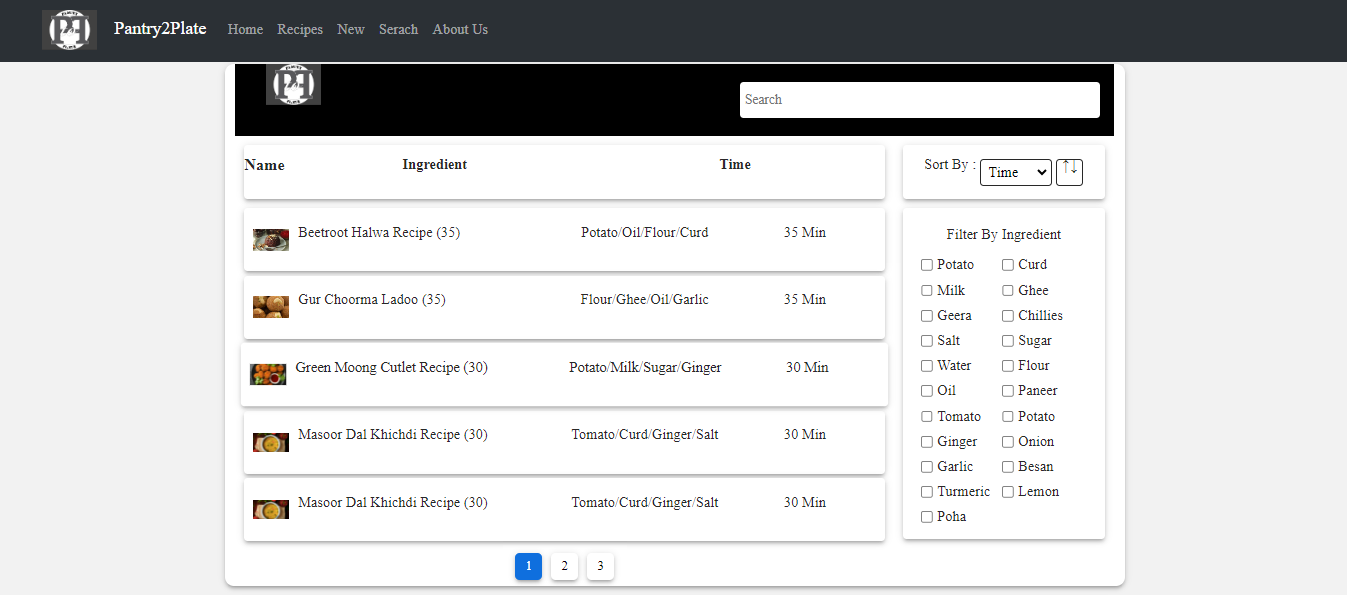 Pantry2Plate Home Recipes New Serach About Us
Search
Name Ingredient Time
Sort By : Time ↑↓
Beetroot Halwa Recipe (35) Potato/Oil/Flour/Curd 35 Min
Gur Choorma Ladoo (35) Flour/Ghee/Oil/Garlic 35 Min
Green Moong Cutlet Recipe (30) Potato/Milk/Sugar/Ginger 30 Min
Masoor Dal Khichdi Recipe (30) Tomato/Curd/Ginger/Salt 30 Min
Masoor Dal Khichdi Recipe (30) Tomato/Curd/Ginger/Salt 30 Min
Filter By Ingredient
Potato Curd
Milk Ghee
Geera Chillies
Salt Sugar
Water Flour
Oil Paneer
Tomato Potato
Ginger Onion
Garlic Besan
Turmeric Lemon
Poha
1 2 3